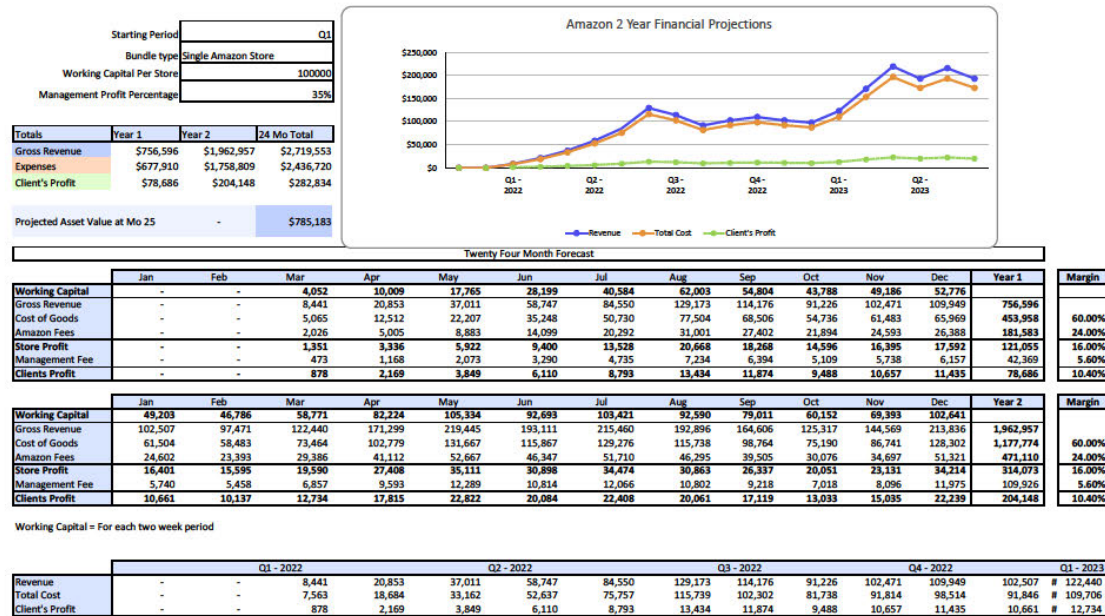 Amazon 2 Year Financial Projections
Starting Period Q1
Bundle type Single Amazon Store
Working Capital Per Store 100000
Management Profit Percentage 35%
$250,000
$200,000
$150,000
$100,000
$50,000
$0
Q1 - 2022 Q2 - 2022 Q3 - 2022 Q4 - 2022 Q1 - 2023 Q2 - 2023
Revenue Total Cost Client's Profit
Totals Year 1 Year 2 24 Mo Total
Gross Revenue $756,596 $1,962,957 $2,719,553
Expenses $677,910 $1,758,809 $2,436,720
Client's Profit $78,686 $204,148 $282,834
Projected Asset Value at Mo 25 - $785,183
Twenty Four Month Forecast
Jan Feb Mar Apr May Jun Jul Aug Sep Oct Nov Dec Year 1 Margin
Working Capital - - 4,052 10,009 17,765 28,199 40,584 62,003 54,804 43,788 49,186 52,776
Gross Revenue - - 8,441 20,853 37,011 58,747 84,550 129,173 114,176 91,226 102,471 109,949 756,596
Cost of Goods - - 5,065 12,512 22,207 35,248 50,730 77,504 68,506 54,736 61,483 65,969 453,958 60.00%
Amazon Fees - - 2,026 5,005 8,883 14,099 20,292 31,001 27,402 21,894 24,593 26,388 181,583 24.00%
Store Profit - - 1,351 3,336 5,922 9,400 13,528 20,668 18,268 14,596 16,395 17,592 121,055 16.00%
Management Fee - - 473 1,168 2,073 3,290 4,735 7,234 6,394 5,109 5,738 6,157 42,369 5.60%
Clients Profit - - 878 2,169 3,849 6,110 8,793 13,434 11,874 9,488 10,657 11,435 78,686 10.40%
Jan Feb Mar Apr May Jun Jul Aug Sep Oct Nov Dec Year 2 Margin
Working Capital 49,203 46,786 58,771 82,224 105,334 92,693 103,421 92,590 79,011 60,152 69,393 102,641
Gross Revenue 102,507 97,471 122,440 171,299 219,445 193,111 215,460 192,896 164,606 125,317 144,569 213,836 1,962,957
Cost of Goods 61,504 58,483 73,464 102,779 131,667 115,867 129,276 115,738 98,764 75,190 86,741 128,302 1,177,774 60.00%
Amazon Fees 24,602 23,393 29,386 41,112 52,667 46,347 51,710 46,295 39,505 30,076 34,697 51,321 471,110 24.00%
Store Profit 16,401 15,595 19,590 27,408 35,111 30,898 34,474 30,863 26,337 20,051 23,131 34,214 314,073 16.00%
Management Fee 5,740 5,458 6,857 9,593 12,289 10,814 12,066 10,802 9,218 7,018 8,096 11,975 109,926 5.60%
Clients Profit 10,661 10,137 12,734 17,815 22,822 20,084 22,408 20,061 17,119 13,033 15,035 22,239 204,148 10.40%
Working Capital = For each two week period
Q1 - 2022 Q2 - 2022 Q3 - 2022 Q4 - 2022 Q1 - 2023
Revenue - - 8,441 20,853 37,011 58,747 84,550 129,173 114,176 91,226 102,471 109,949 102,507 # 122,440
Total Cost - - 7,563 18,684 33,162 52,637 75,757 115,739 102,302 81,738 91,814 98,514 91,846 # 109,706
Client's Profit - - 878 2,169 3,849 6,110 8,793 13,434 11,874 9,488 10,657 11,435 10,661 # 12,734